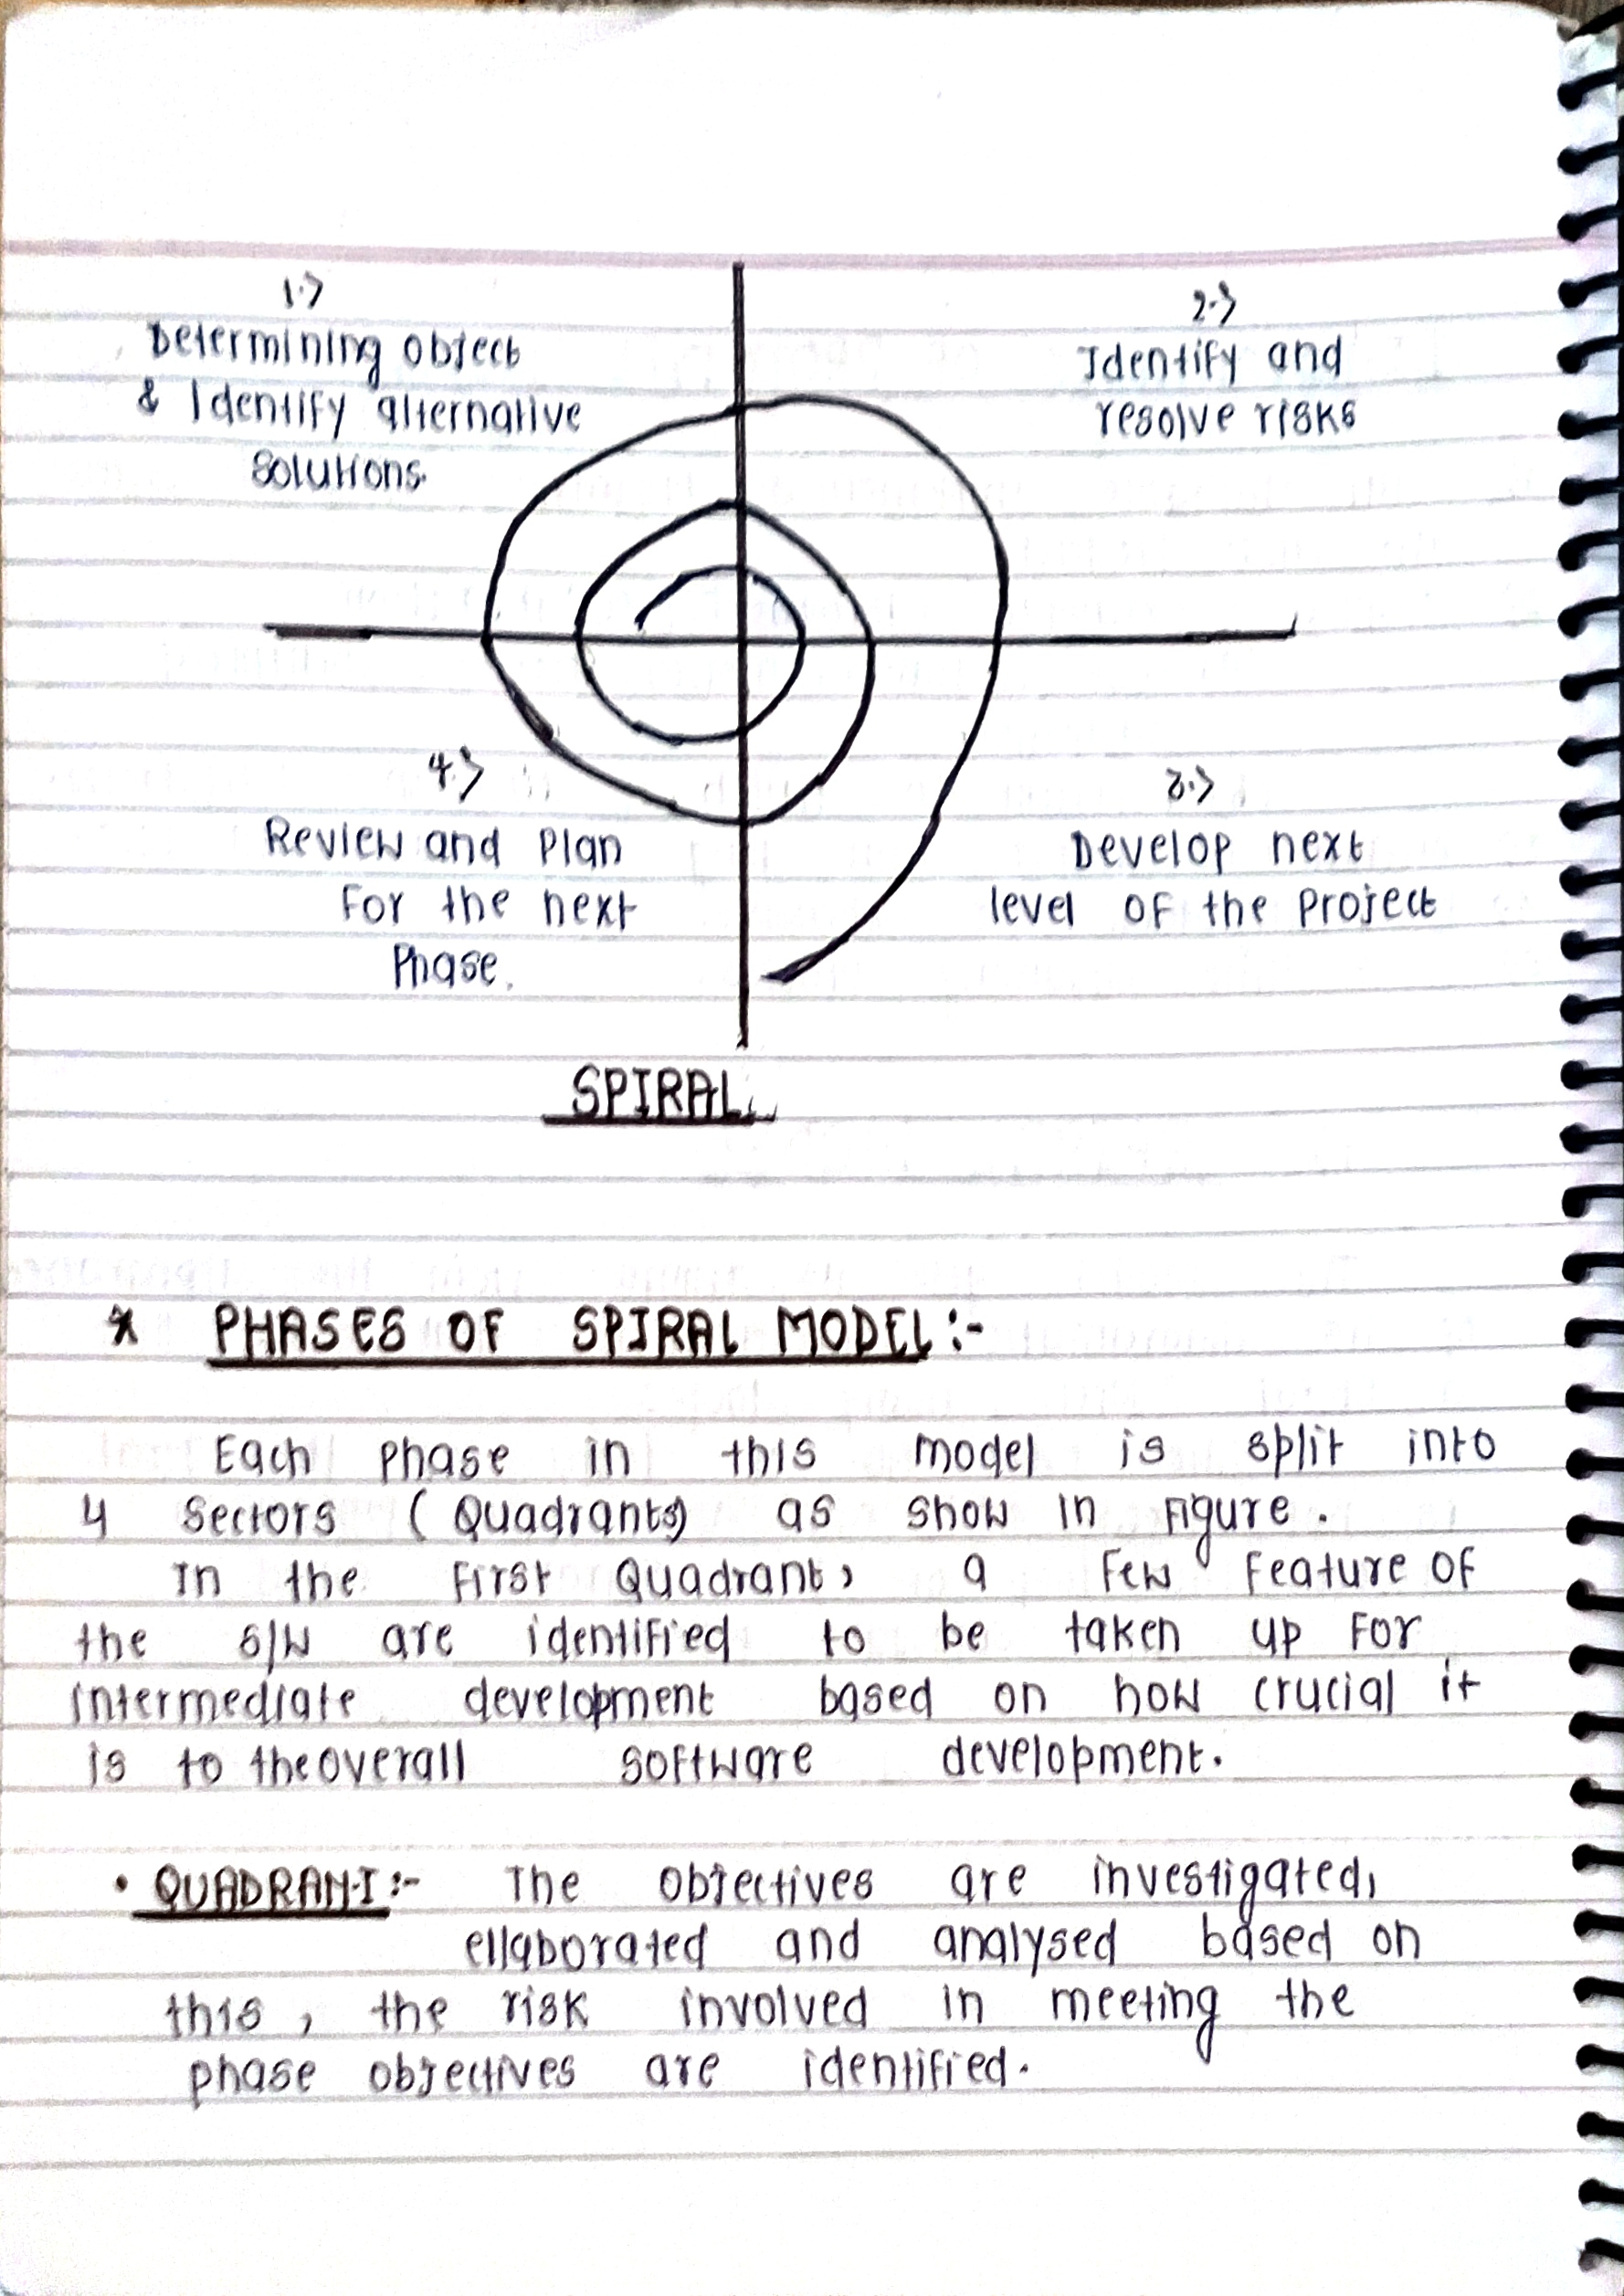 1.>
Determining object
& Identify alternative
solutions.
2.>
Identify and
resolve risks
4.>
Review and plan
for the next
Phase.
3.>
Develop next
level of the project
SPIRAL
* PHASES OF SPIRAL MODEL:-
Each phase in this model is split into
4 sectors (Quadrants) as show in figure.
In the first Quadrant, a few feature of
the S/W are identified to be taken up for
intermediate development based on how crucial it
is to the overall software development.
• QUADRAN-I:- The objectives are investigated,
ellaborated and analysed based on
this, the risk involved in meeting the
phase objectives are identified.